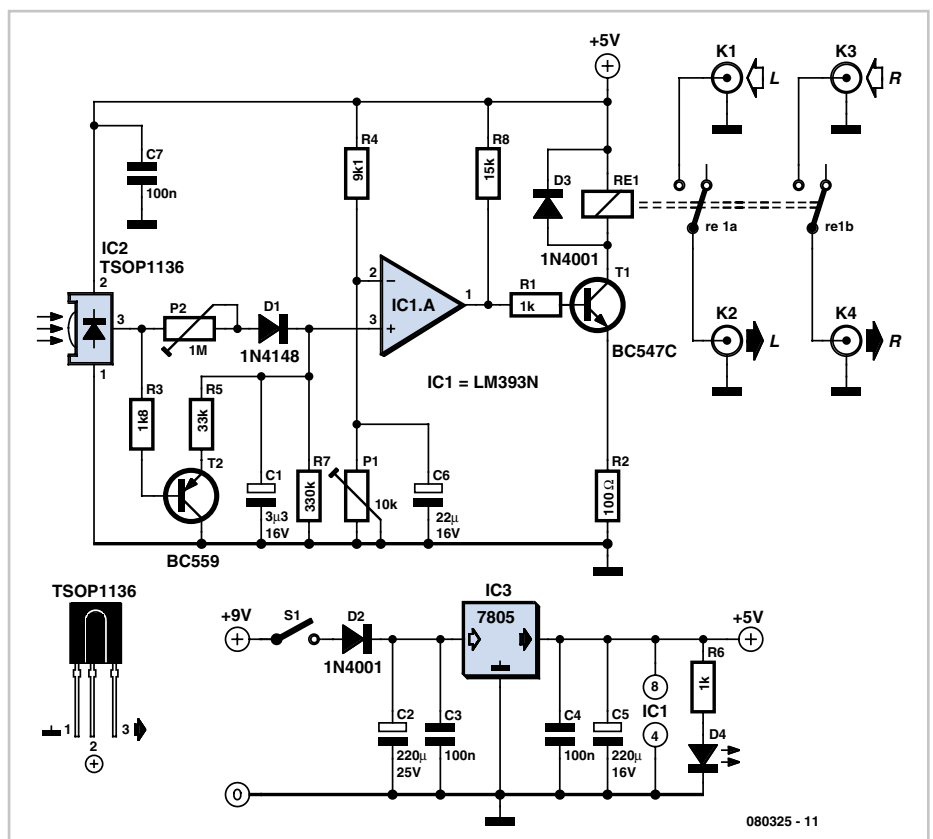 +5V
K1
K3
L
R
C7
100n
R4
9k1
R8
15k
D3
1N4001
RE1
re 1a
re1b
IC2
TSOP1136
2
3
1
P2
1M
D1
1N4148
2
−
3
+
IC1.A
1
R1
1k
T1
BC547C
K2
K4
L
R
IC1 = LM393N
R3
1k8
R5
33k
T2
BC559
C1
3µ3
16V
R7
330k
P1
10k
C6
22µ
16V
R2
100Ω
TSOP1136
1
2
3
+
+9V
S1
D2
1N4001
IC3
7805
+5V
C2
220µ
25V
C3
100n
C4
100n
C5
220µ
16V
8
IC1
4
R6
1k
D4
0
080325 - 11